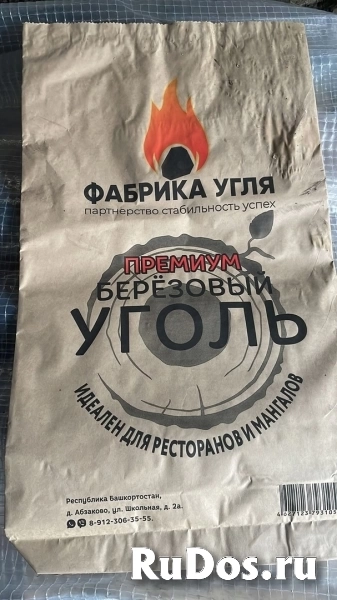 ФАБРИКА УГЛЯ
партнёрство.стабильность.успех
ПРЕМИУМ
БЕРЁЗОВЫЙ
УГОЛЬ
ИДЕАЛЕН ДЛЯ РЕСТОРАНОВ И МАНГАЛОВ
Республика Башкортостан,
д. Абзаково, ул. Школьная, д. 2а.
8-912-306-35-55.
RuDos.ru